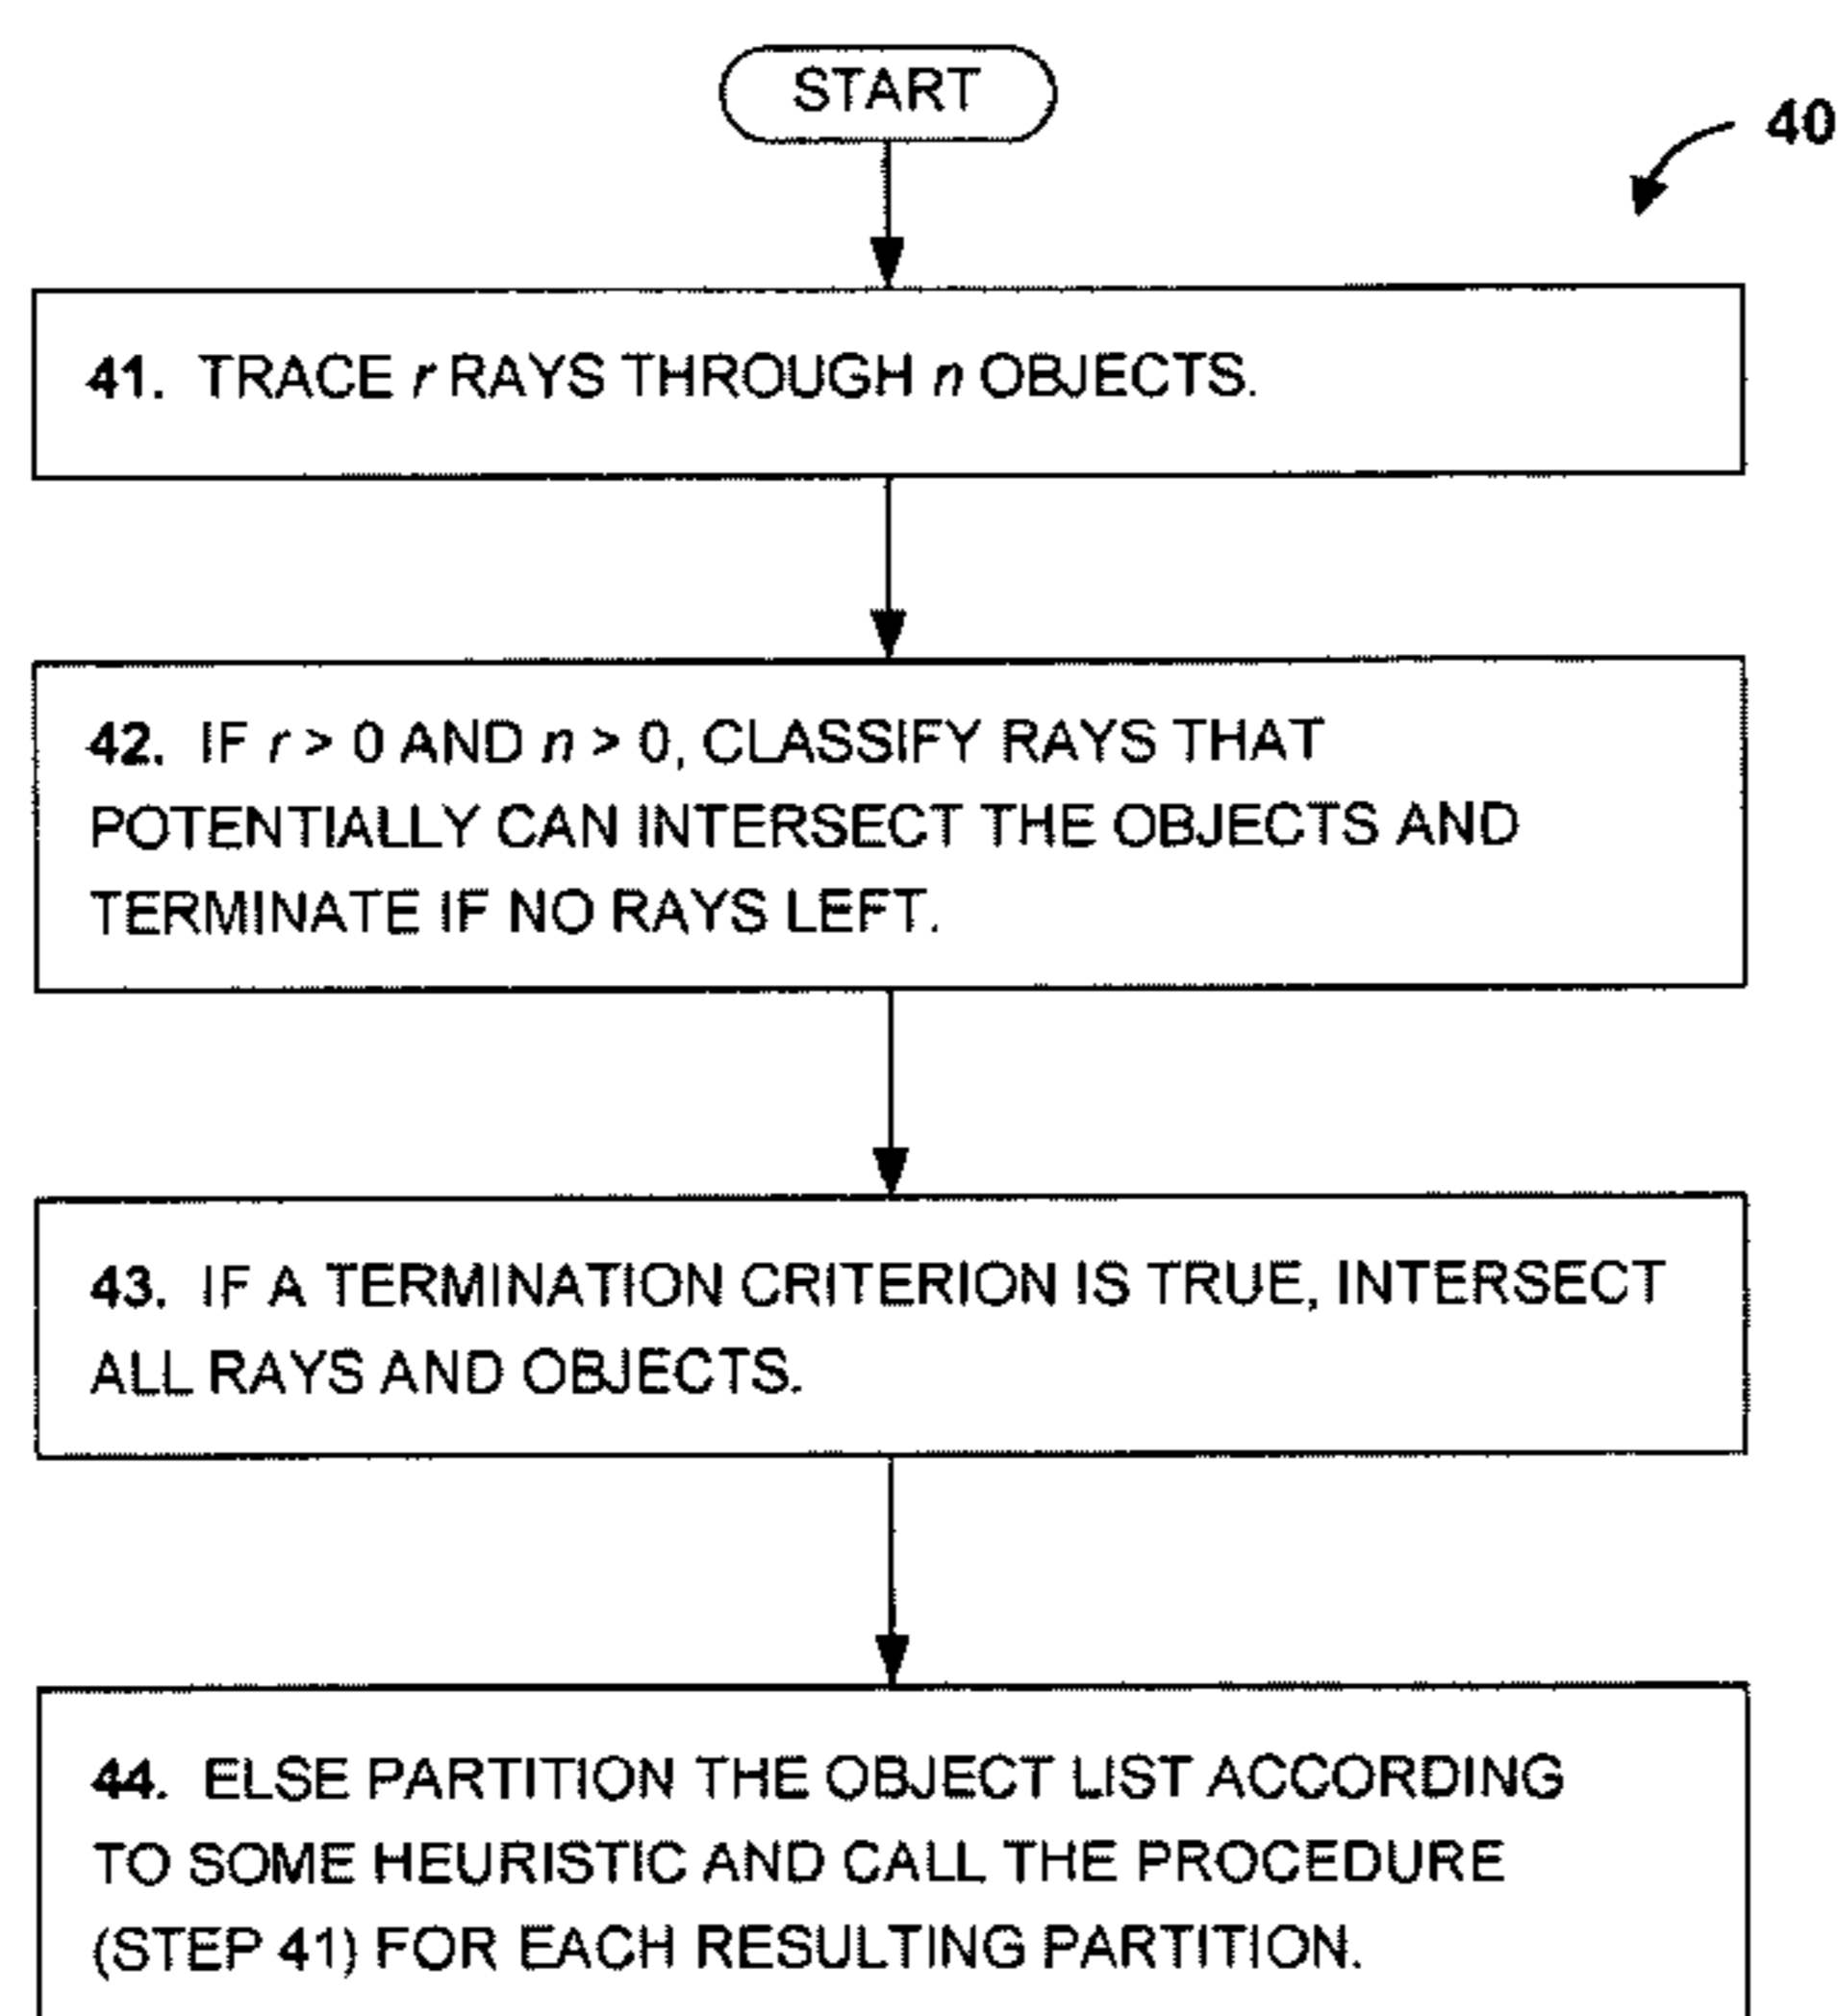 START
40
41. TRACE r RAYS THROUGH n OBJECTS.
42. IF r > 0 AND n > 0, CLASSIFY RAYS THAT
POTENTIALLY CAN INTERSECT THE OBJECTS AND
TERMINATE IF NO RAYS LEFT.
43. IF A TERMINATION CRITERION IS TRUE, INTERSECT
ALL RAYS AND OBJECTS.
44. ELSE PARTITION THE OBJECT LIST ACCORDING
TO SOME HEURISTIC AND CALL THE PROCEDURE
(STEP 41) FOR EACH RESULTING PARTITION.